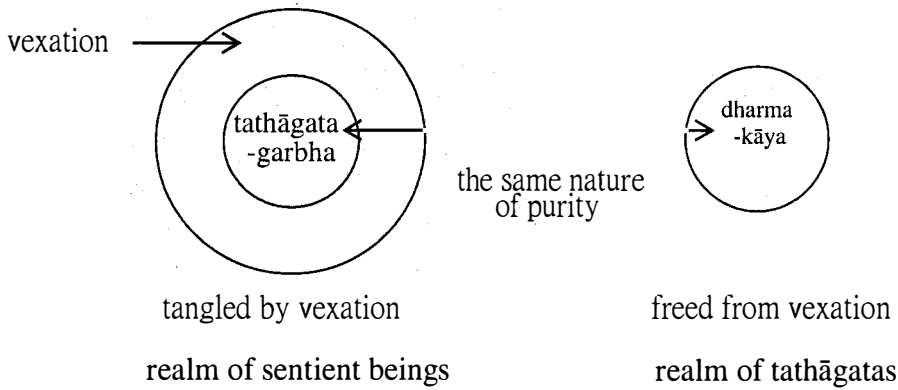 vexation
tathāgata
-garbha
dharma
-kāya
the same nature
of purity
tangled by vexation
freed from vexation
realm of sentient beings
realm of tathāgatas